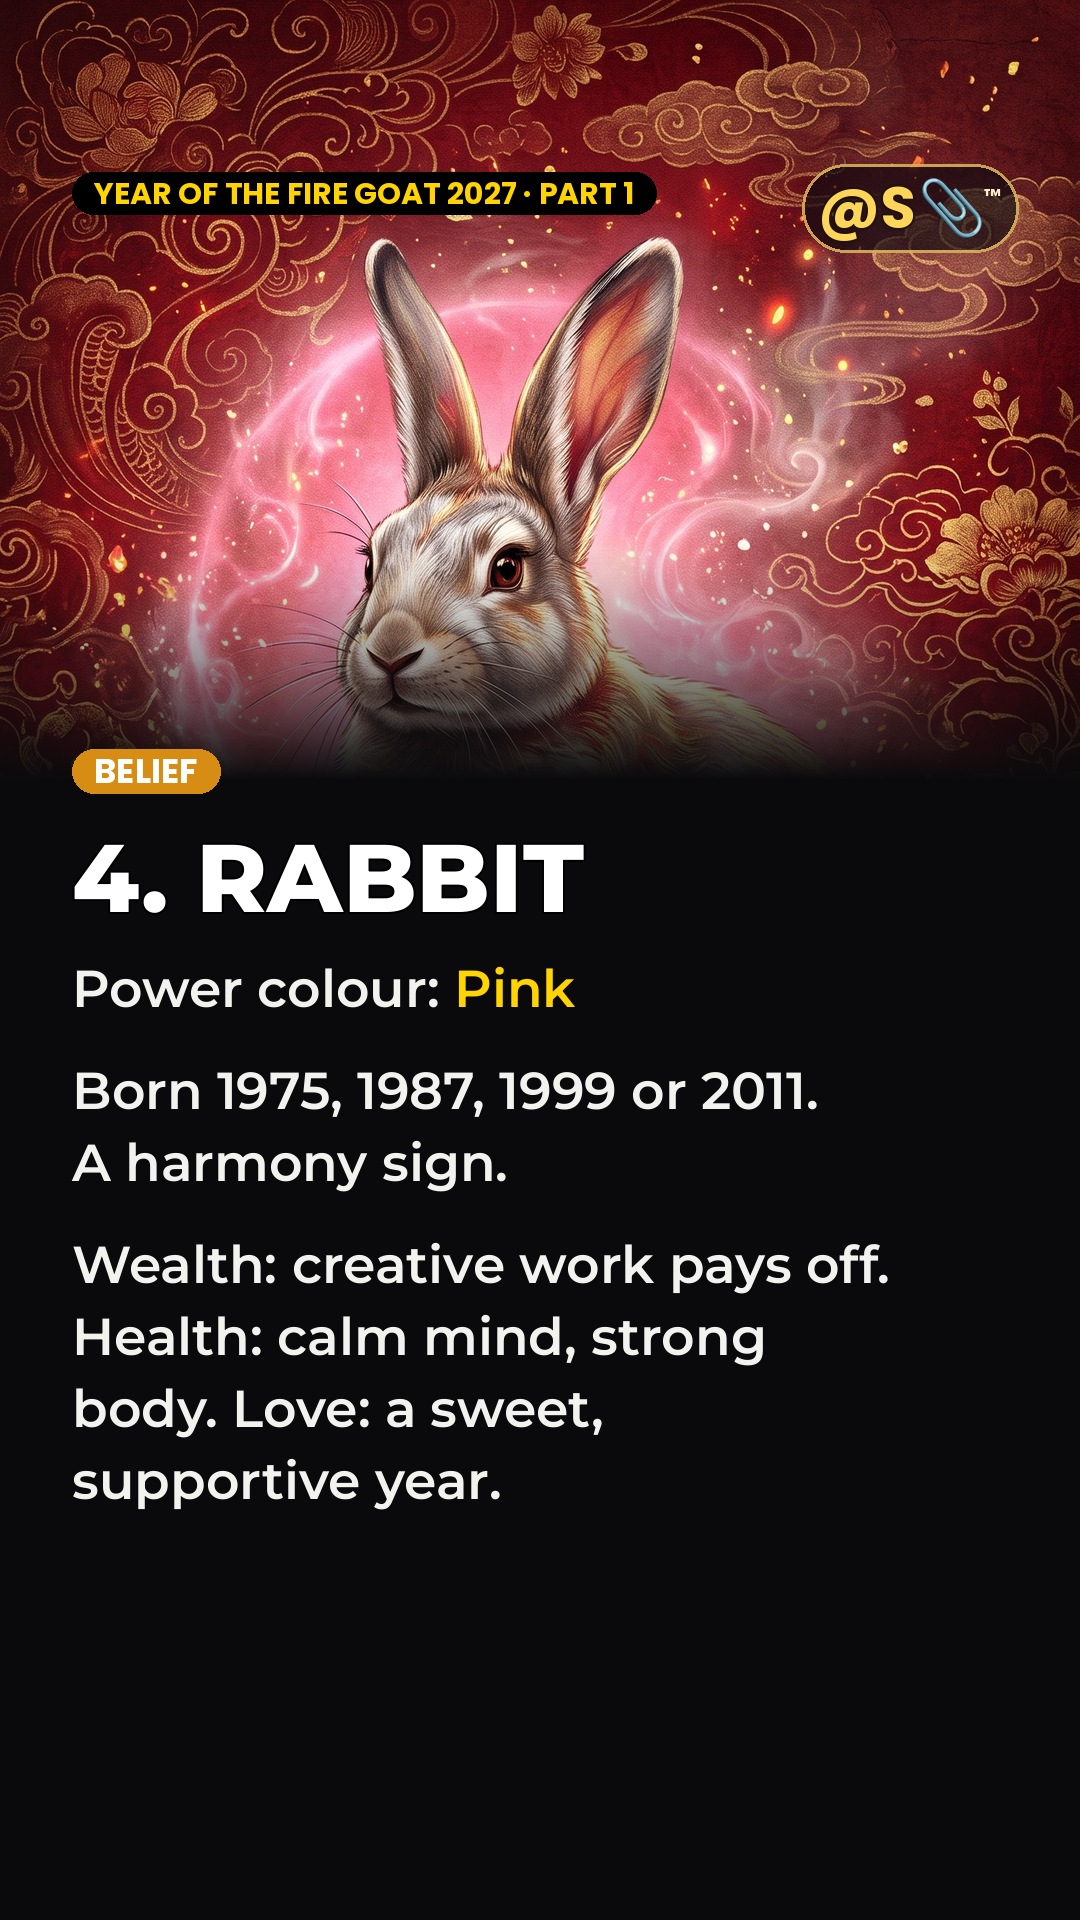 YEAR OF THE FIRE GOAT 2027 · PART 1
@S📎™
BELIEF
4. RABBIT
Power colour: Pink
Born 1975, 1987, 1999 or 2011.
A harmony sign.
Wealth: creative work pays off.
Health: calm mind, strong
body. Love: a sweet,
supportive year.